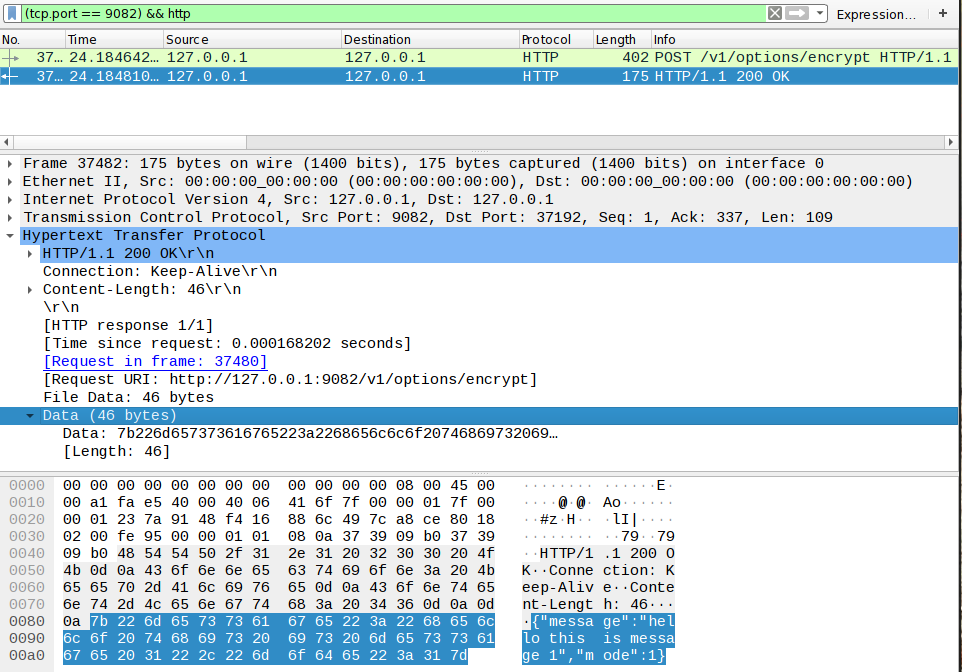 (tcp.port == 9082) && http Expression… +
No. Time Source Destination Protocol Length Info
37… 24.184642… 127.0.0.1 127.0.0.1 HTTP 402 POST /v1/options/encrypt HTTP/1.1
37… 24.184810… 127.0.0.1 127.0.0.1 HTTP 175 HTTP/1.1 200 OK
Frame 37482: 175 bytes on wire (1400 bits), 175 bytes captured (1400 bits) on interface 0
Ethernet II, Src: 00:00:00_00:00:00 (00:00:00:00:00:00), Dst: 00:00:00_00:00:00 (00:00:00:00:00:00)
Internet Protocol Version 4, Src: 127.0.0.1, Dst: 127.0.0.1
Transmission Control Protocol, Src Port: 9082, Dst Port: 37192, Seq: 1, Ack: 337, Len: 109
Hypertext Transfer Protocol
HTTP/1.1 200 OK\r\n
Connection: Keep-Alive\r\n
Content-Length: 46\r\n
\r\n
[HTTP response 1/1]
[Time since request: 0.000168202 seconds]
[Request in frame: 37480]
[Request URI: http://127.0.0.1:9082/v1/options/encrypt]
File Data: 46 bytes
Data (46 bytes)
Data: 7b226d657373616765223a2268656c6c6f20746869732069…
[Length: 46]
0000 00 00 00 00 00 00 00 00 00 00 00 00 08 00 45 00 ········ ······E·
0010 00 a1 fa e5 40 00 40 06 41 6f 7f 00 00 01 7f 00 ····@·@· Ao······
0020 00 01 23 7a 91 48 f4 16 88 6c 49 7c a8 ce 80 18 ··#z·H·· ·lI|····
0030 02 00 fe 95 00 00 01 01 08 0a 37 39 09 b0 37 39 ········ ··79··79
0040 09 b0 48 54 54 50 2f 31 2e 31 20 32 30 30 20 4f ··HTTP/1 .1 200 O
0050 4b 0d 0a 43 6f 6e 6e 65 63 74 69 6f 6e 3a 20 4b K··Conne ction: K
0060 65 65 70 2d 41 6c 69 76 65 0d 0a 43 6f 6e 74 65 eep-Aliv e··Conte
0070 6e 74 2d 4c 65 6e 67 74 68 3a 20 34 36 0d 0a 0d nt-Lengt h: 46···
0080 0a 7b 22 6d 65 73 73 61 67 65 22 3a 22 68 65 6c ·{"messa ge":"hel
0090 6c 6f 20 74 68 69 73 20 69 73 20 6d 65 73 73 61 lo this is messa
00a0 67 65 20 31 22 2c 22 6d 6f 64 65 22 3a 31 7d ge 1","m ode":1}